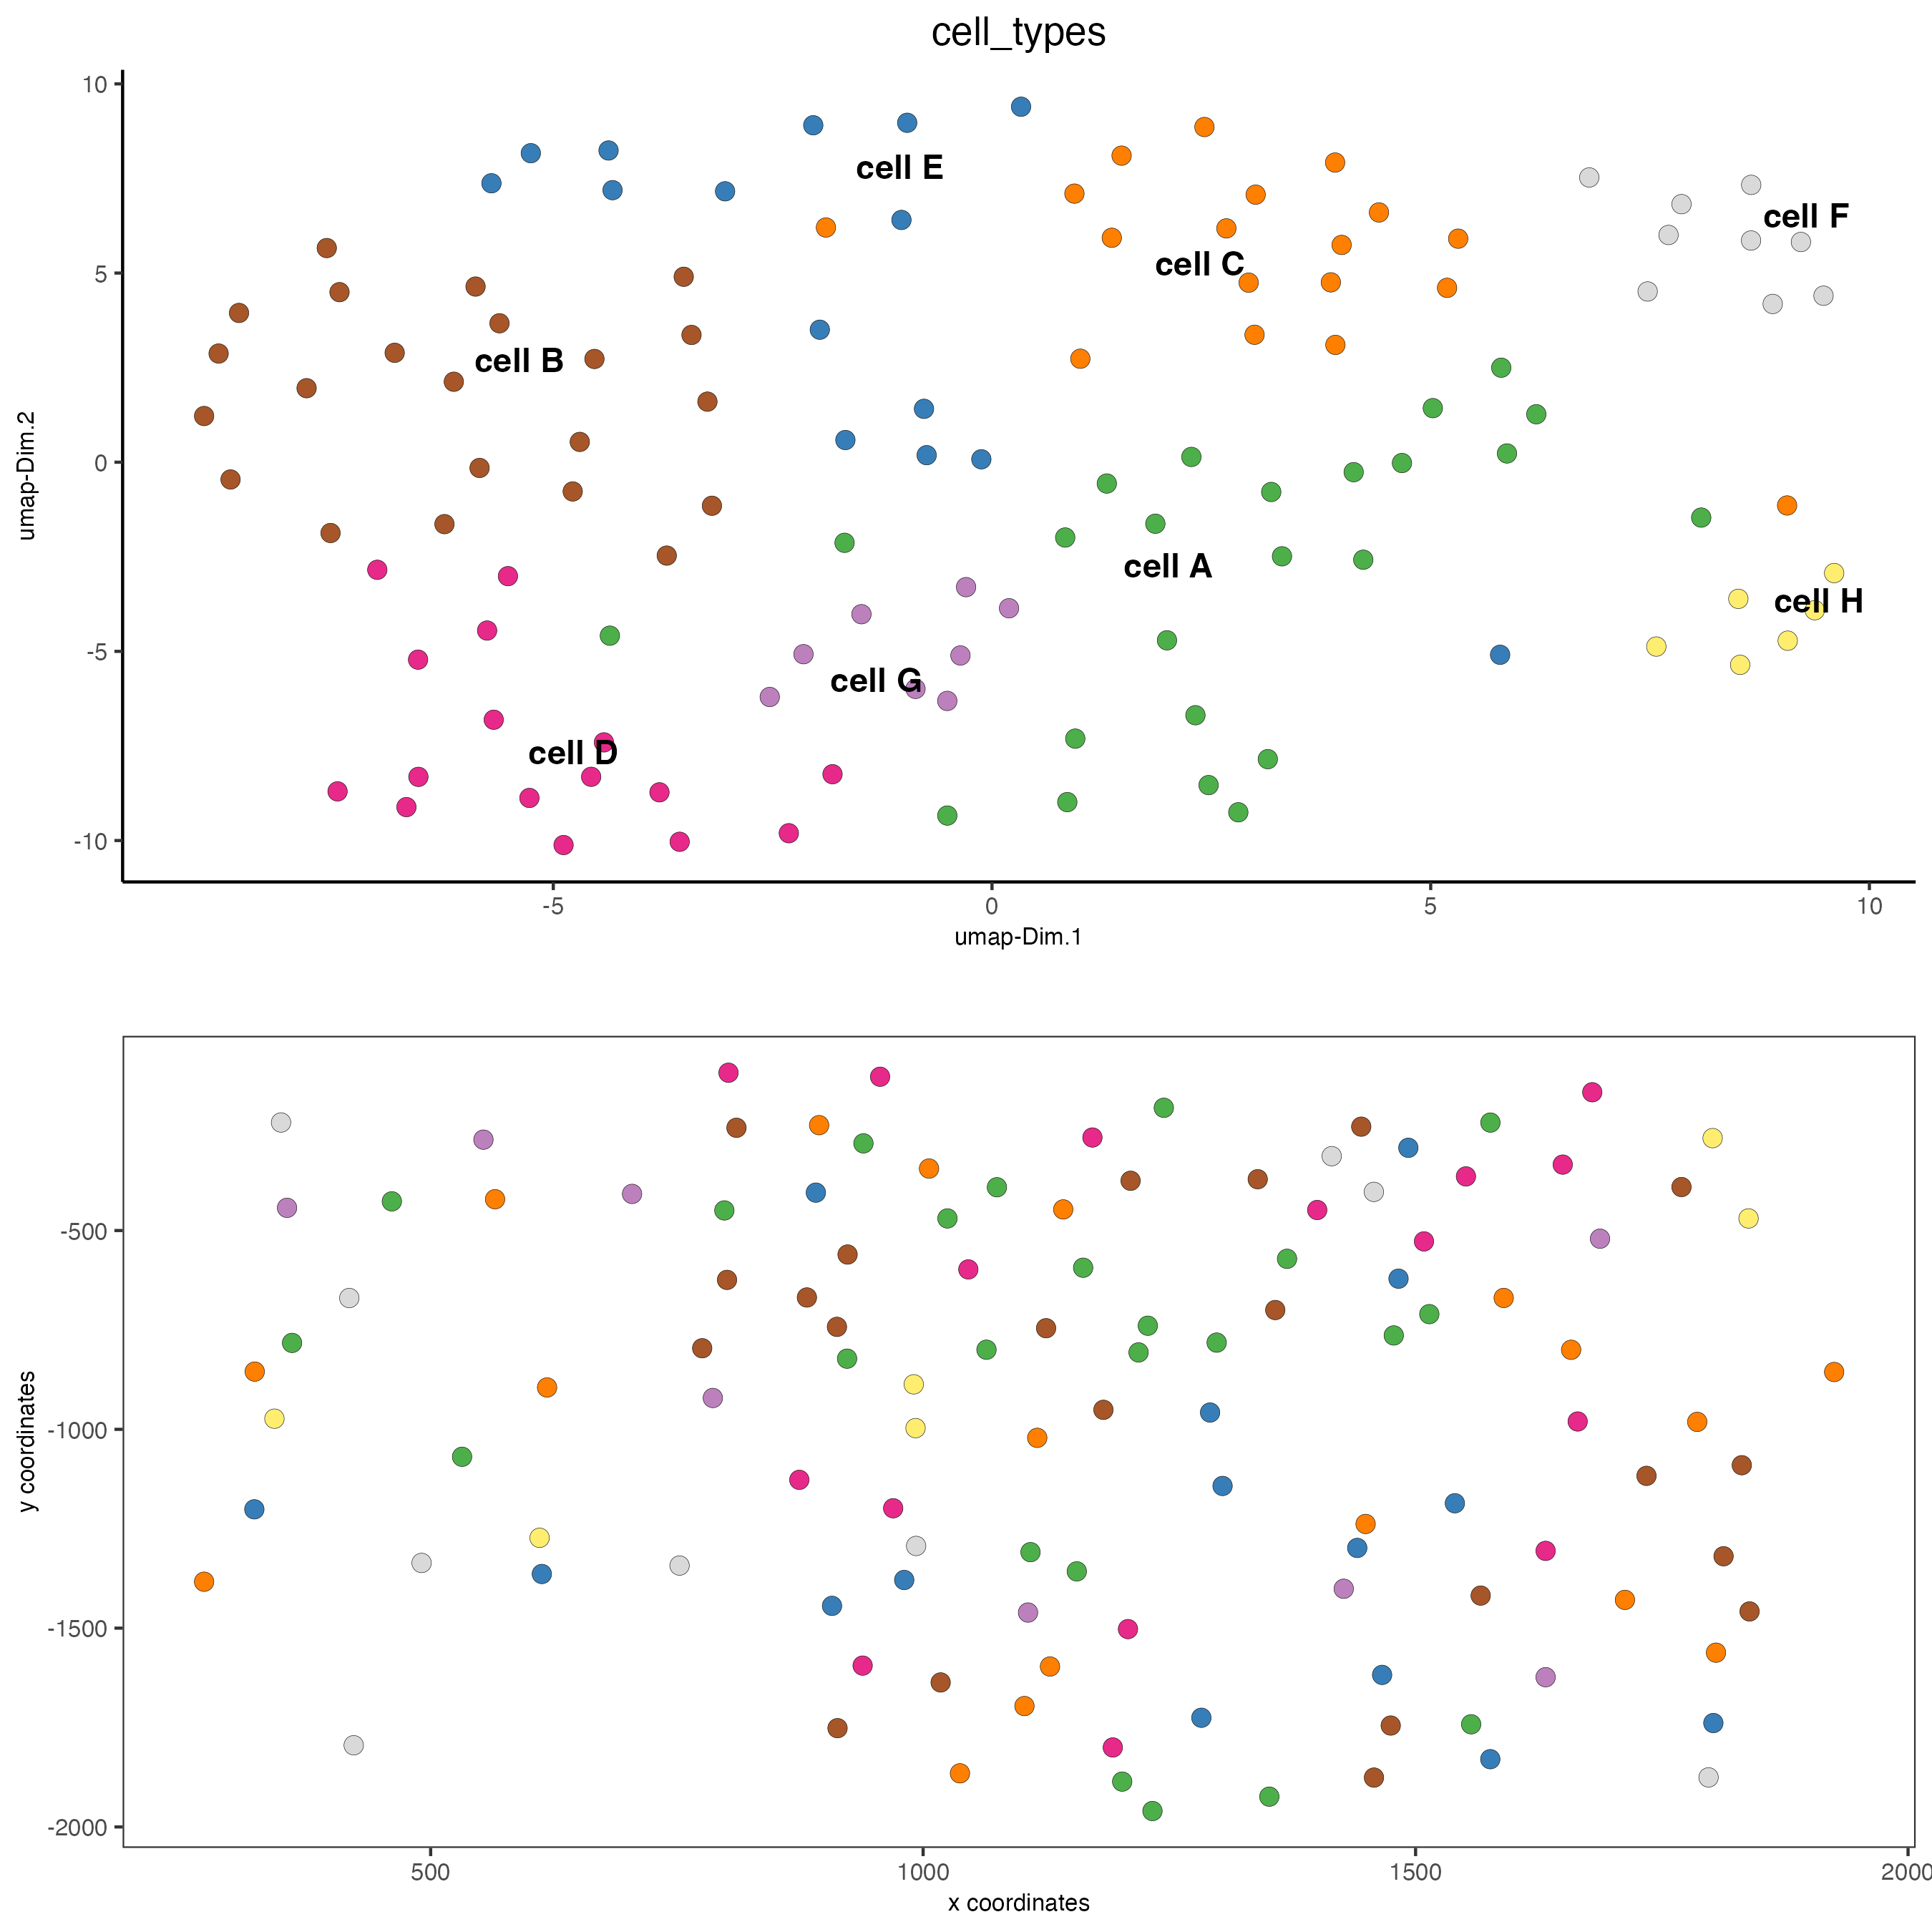 cell_types
10
5
0
-5
-10
umap-Dim.2
cell E
cell F
cell C
cell B
cell A
cell H
cell G
cell D
-5
0
5
10
umap-Dim.1
-500
-1000
-1500
-2000
y coordinates
500
1000
1500
2000
x coordinates